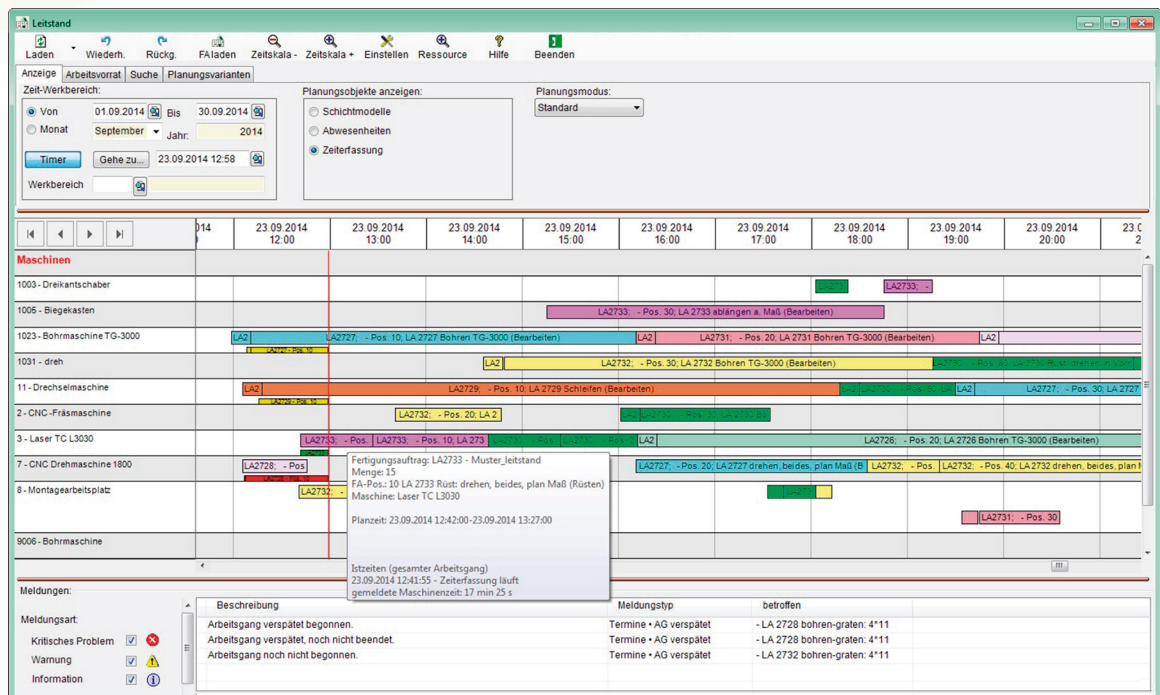 Leitstand
Laden Wiederh. Rückg. FA laden Zeitskala - Zeitskala + Einstellen Ressource Hilfe Beenden
Anzeige Arbeitsvorrat Suche Planungsvarianten
Zeit-Werkbereich: Planungsobjekte anzeigen: Planungsmodus:
Von 01.09.2014 Bis 30.09.2014 Schichtmodelle Standard
Monat September Jahr: 2014 Abwesenheiten
Zeiterfassung
Timer Gehe zu... 23.09.2014 12:58
Werkbereich
014 23.09.2014 23.09.2014 23.09.2014 23.09.2014 23.09.2014 23.09.2014 23.09.2014 23.09.2014 23.09.2014 23.0
12:00 13:00 14:00 15:00 16:00 17:00 18:00 19:00 20:00 2
Maschinen
1003 - Dreikantschaber LA273 LA2733; -
1005 - Biegekasten LA2733; - Pos. 30; LA 2733 ablängen a. Maß (Bearbeiten)
1023 - Bohrmaschine TG-3000 LA2 LA2727; - Pos. 10; LA 2727 Bohren TG-3000 (Bearbeiten) LA2 LA2731; - Pos. 20; LA 2731 Bohren TG-3000 (Bearbeiten) LA2
LA2727 - Pos. 10
1031 - dreh LA2 LA2732; - Pos. 30; LA 2732 Bohren TG-3000 (Bearbeiten)
11 - Drechselmaschine LA2 LA2729; - Pos. 10; LA 2729 Schleifen (Bearbeiten) LA2 LA2727; - Pos. 30; LA 2727
LA2729 - Pos. 10
2 - CNC -Fräsmaschine LA2732; - Pos. 20; LA 2
3 - Laser TC L3030 LA2733; - Pos. LA2733; - Pos. 10; LA 273 LA2 LA2726; - Pos. 20; LA 2726 Bohren TG-3000 (Bearbeiten)
7 - CNC Drehmaschine 1800 LA2728; - Pos LA2727; - Pos. 20; LA 2727 drehen, beides, plan Maß (B LA2732; - Pos. LA2732; - Pos. 40; LA 2732 drehen, beides, plan M
LA2728 - Pos. 10
8 - Montagearbeitsplatz LA2732; -
LA2731; - Pos. 30
9006 - Bohrmaschine
Fertigungsauftrag: LA2733 - Muster_leitstand
Menge: 15
FA-Pos.: 10 LA 2733 Rüst: drehen, beides, plan Maß (Rüsten)
Maschine: Laser TC L3030
Planzeit: 23.09.2014 12:42:00-23.09.2014 13:27:00
Istzeiten (gesamter Arbeitsgang)
23.09.2014 12:41:55 - Zeiterfassung läuft
gemeldete Maschinenzeit: 17 min 25 s
Meldungen:
Meldungsart:
Kritisches Problem
Warnung
Information
Beschreibung Meldungstyp betroffen
Arbeitsgang verspätet begonnen. Termine • AG verspätet - LA 2728 bohren-graten: 4*11
Arbeitsgang verspätet, noch nicht beendet. Termine • AG verspätet - LA 2728 bohren-graten: 4*11
Arbeitsgang noch nicht begonnen. Termine • AG verspätet - LA 2732 bohren-graten: 4*11